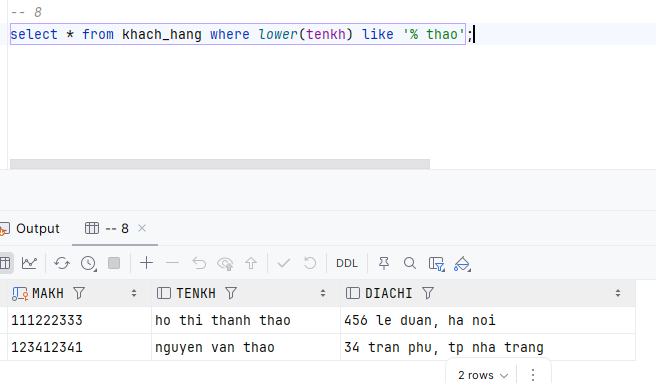 -- 8
select * from khach_hang where lower(tenkh) like '% thao';
Output
-- 8
DDL
MAKH TENKH DIACHI
111222333 ho thi thanh thao 456 le duan, ha noi
123412341 nguyen van thao 34 tran phu, tp nha trang
2 rows